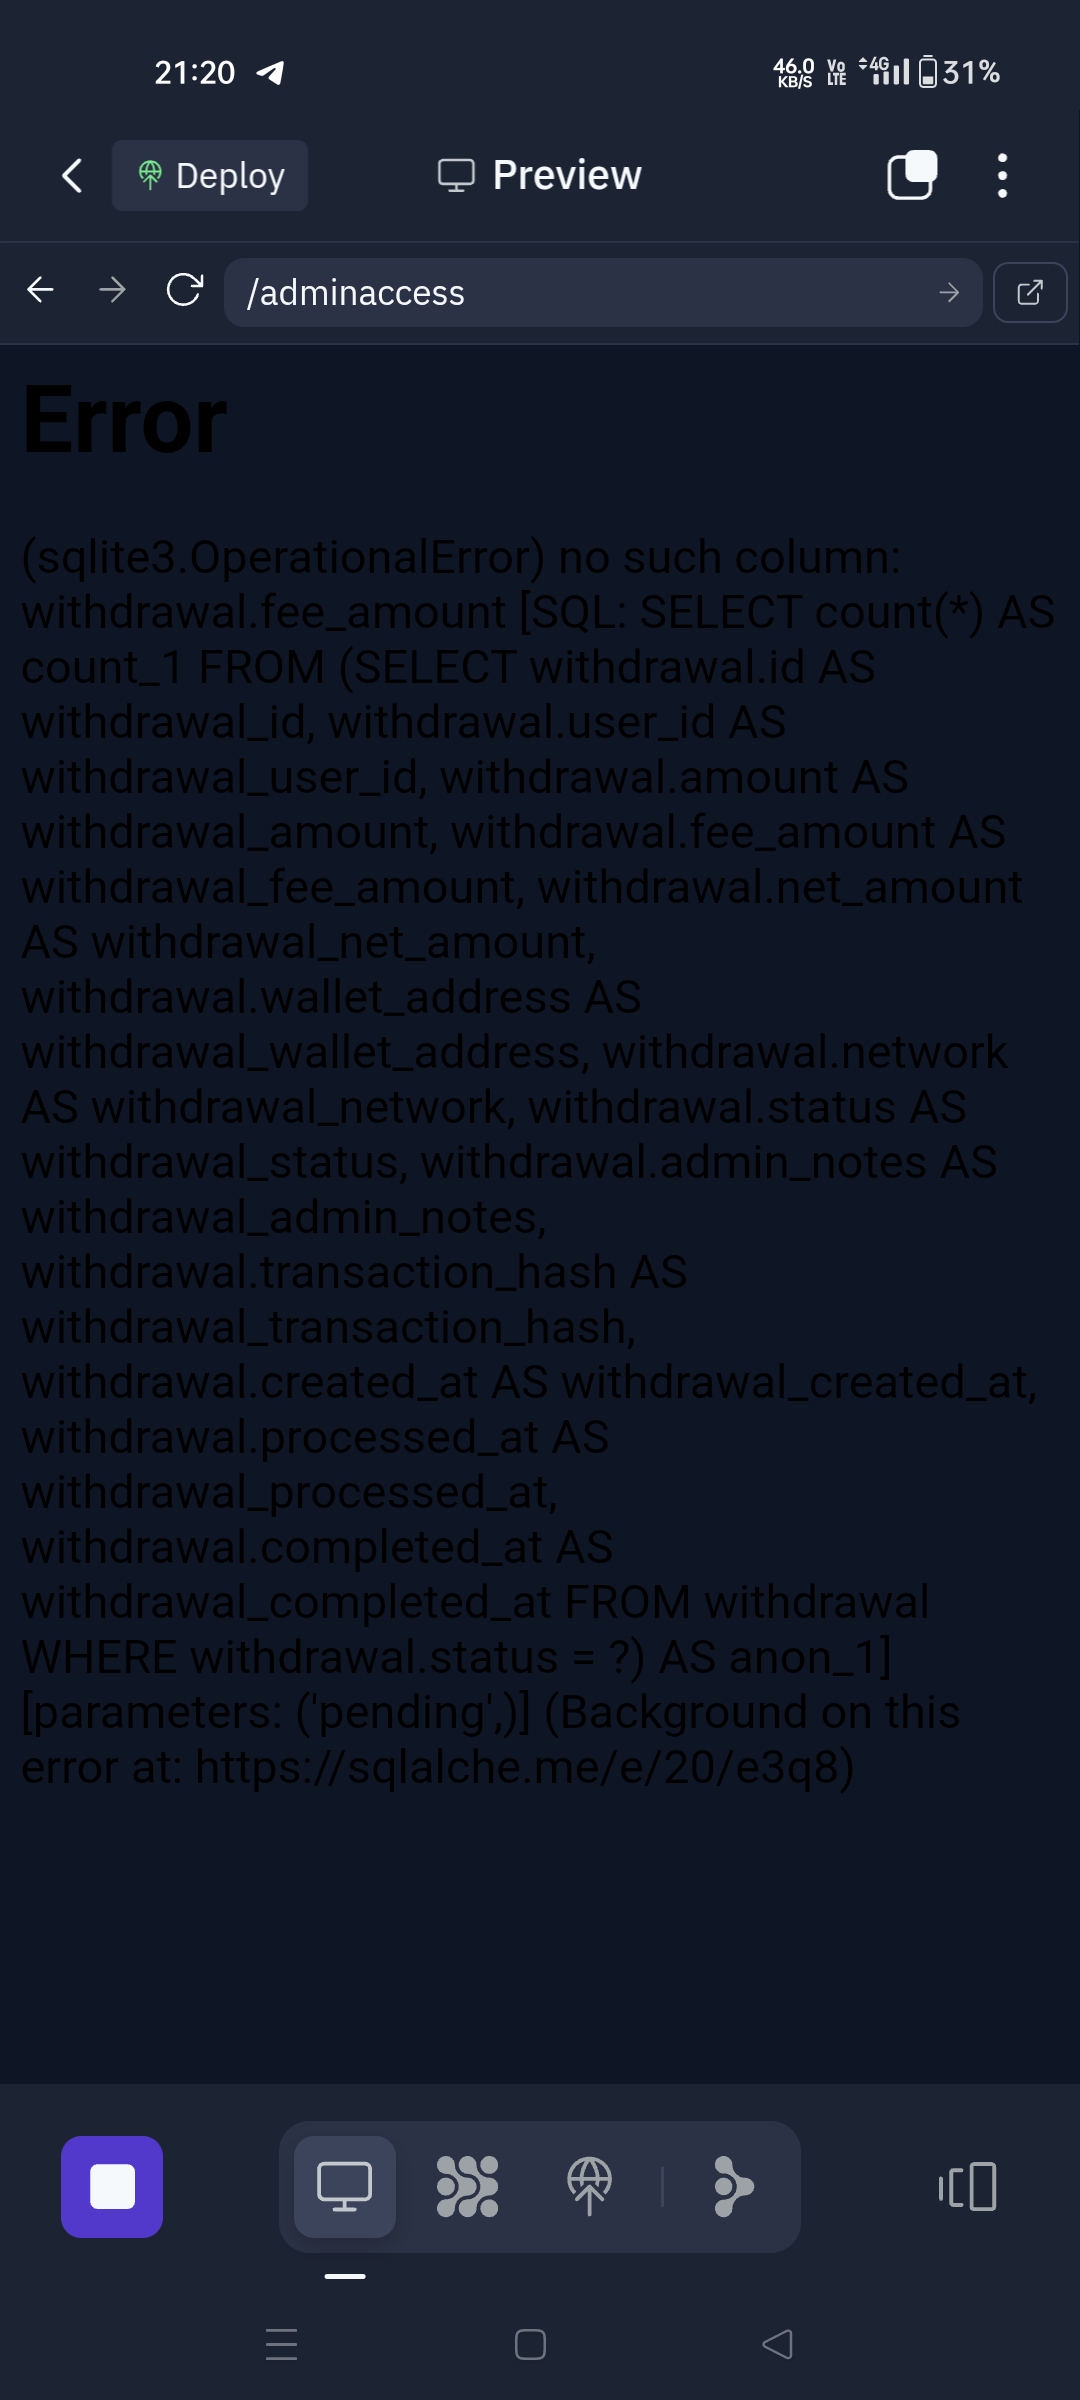 21:20
46.0 KB/S Vo LTE 4G 31%
Deploy
Preview
/adminaccess
Error
(sqlite3.OperationalError) no such column:
withdrawal.fee_amount [SQL: SELECT count(*) AS
count_1 FROM (SELECT withdrawal.id AS
withdrawal_id, withdrawal.user_id AS
withdrawal_user_id, withdrawal.amount AS
withdrawal_amount, withdrawal.fee_amount AS
withdrawal_fee_amount, withdrawal.net_amount
AS withdrawal_net_amount,
withdrawal.wallet_address AS
withdrawal_wallet_address, withdrawal.network
AS withdrawal_network, withdrawal.status AS
withdrawal_status, withdrawal.admin_notes AS
withdrawal_admin_notes,
withdrawal.transaction_hash AS
withdrawal_transaction_hash,
withdrawal.created_at AS withdrawal_created_at,
withdrawal.processed_at AS
withdrawal_processed_at,
withdrawal.completed_at AS
withdrawal_completed_at FROM withdrawal
WHERE withdrawal.status = ?) AS anon_1]
[parameters: ('pending',)] (Background on this
error at: https://sqlalche.me/e/20/e3q8)